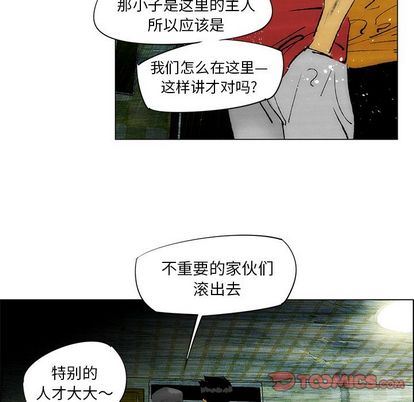 那小子是这里的主人
所以应该是
我们怎么在这里—
这样讲才对吗?
不重要的家伙们
滚出去
特别的
人才大大～
TOOMICS.COM